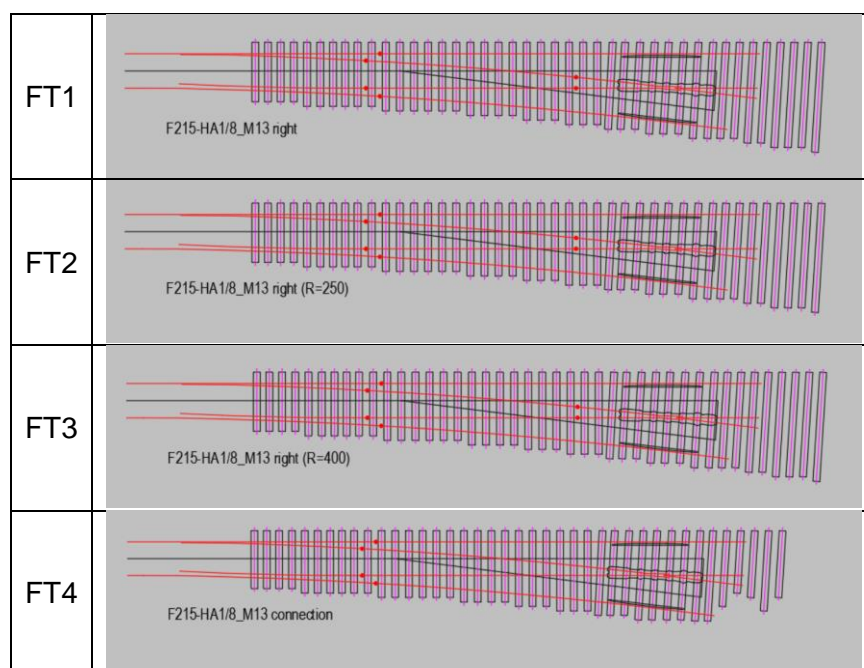 FT1
F215-HA1/8_M13 right
FT2
F215-HA1/8_M13 right (R=250)
FT3
F215-HA1/8_M13 right (R=400)
FT4
F215-HA1/8_M13 connection